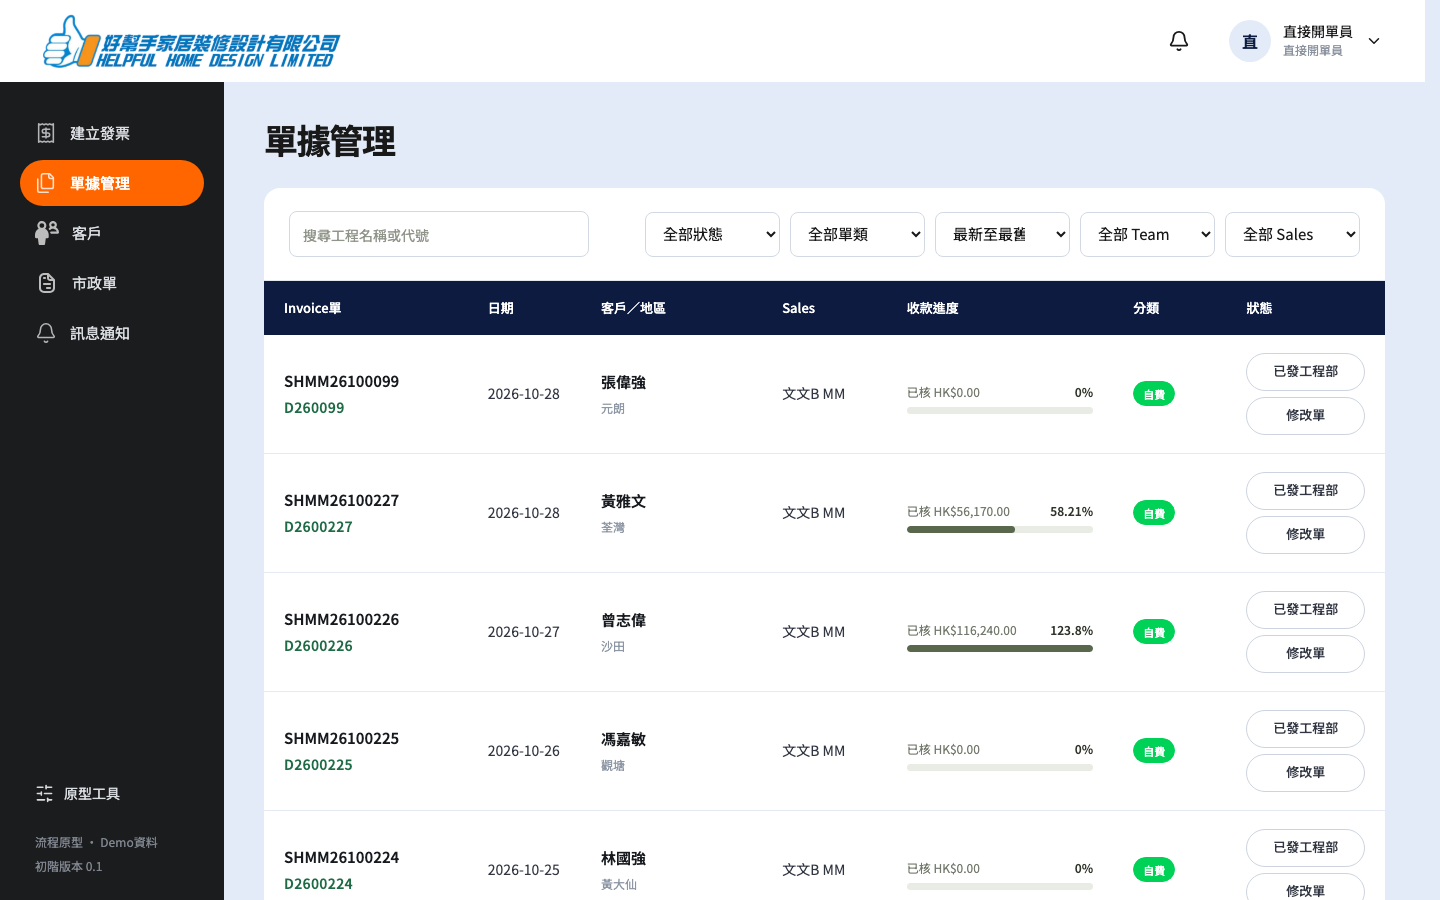 好幫手家居裝修設計有限公司
HELPFUL HOME DESIGN LIMITED
直
直接開單員
直接開單員
建立發票
單據管理
客戶
市政單
訊息通知
原型工具
流程原型 · Demo資料
初階版本 0.1
單據管理
搜尋工程名稱或代號
全部狀態
全部單類
最新至最舊
全部 Team
全部 Sales
Invoice單 日期 客戶／地區 Sales 收款進度 分類 狀態
SHMM26100099
D260099
2026-10-28
張偉強
元朗
文文B MM
已核 HK$0.00 0%
自費
已發工程部
修改單
SHMM26100227
D2600227
2026-10-28
黃雅文
荃灣
文文B MM
已核 HK$56,170.00 58.21%
自費
已發工程部
修改單
SHMM26100226
D2600226
2026-10-27
曾志偉
沙田
文文B MM
已核 HK$116,240.00 123.8%
自費
已發工程部
修改單
SHMM26100225
D2600225
2026-10-26
馮嘉敏
觀塘
文文B MM
已核 HK$0.00 0%
自費
已發工程部
修改單
SHMM26100224
D2600224
2026-10-25
林國強
黃大仙
文文B MM
已核 HK$0.00 0%
自費
已發工程部
修改單